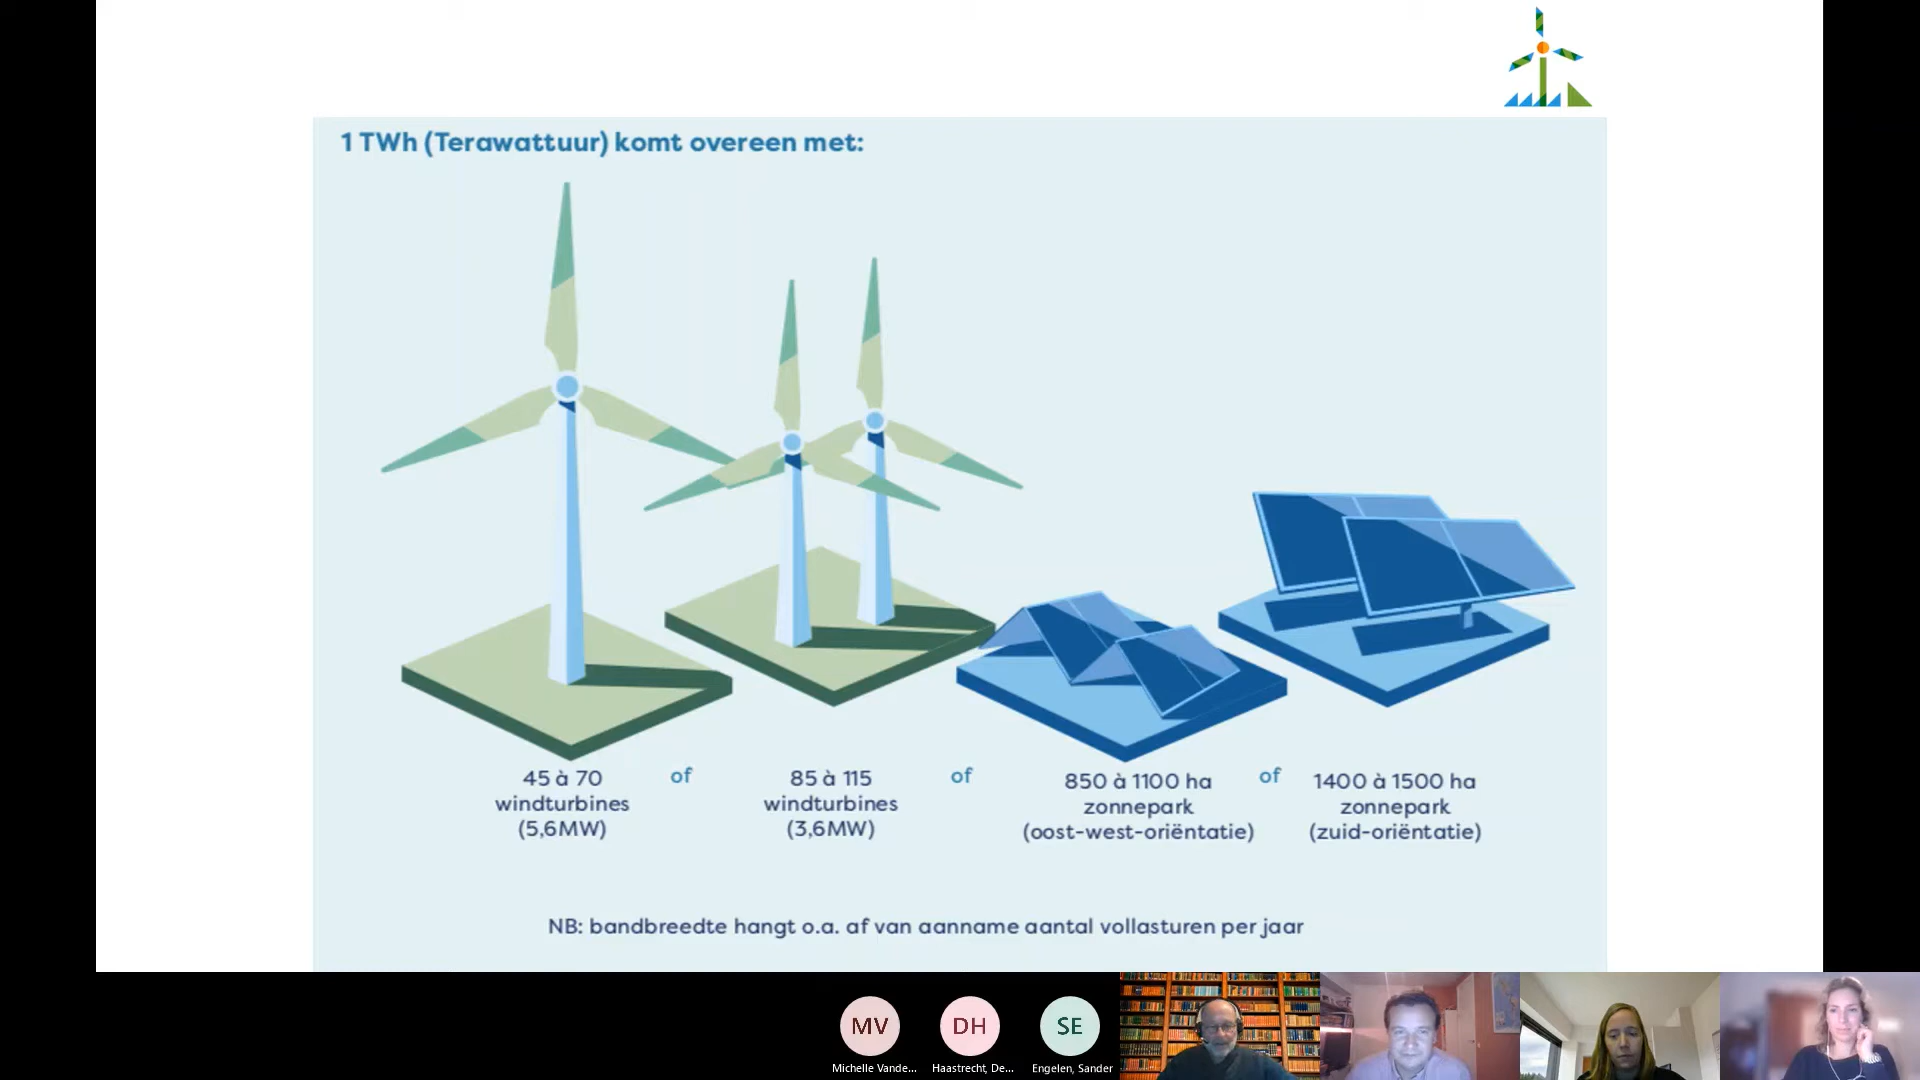 1 TWh (Terawattuur) komt overeen met:
45 à 70
windturbines
(5,6MW)
of
85 à 115
windturbines
(3,6MW)
of
850 à 1100 ha
zonnepark
(oost-west-oriëntatie)
of
1400 à 1500 ha
zonnepark
(zuid-oriëntatie)
NB: bandbreedte hangt o.a. af van aanname aantal vollasturen per jaar
MV
DH
SE
Michelle Vande...
Haastrecht, De...
Engelen, Sander